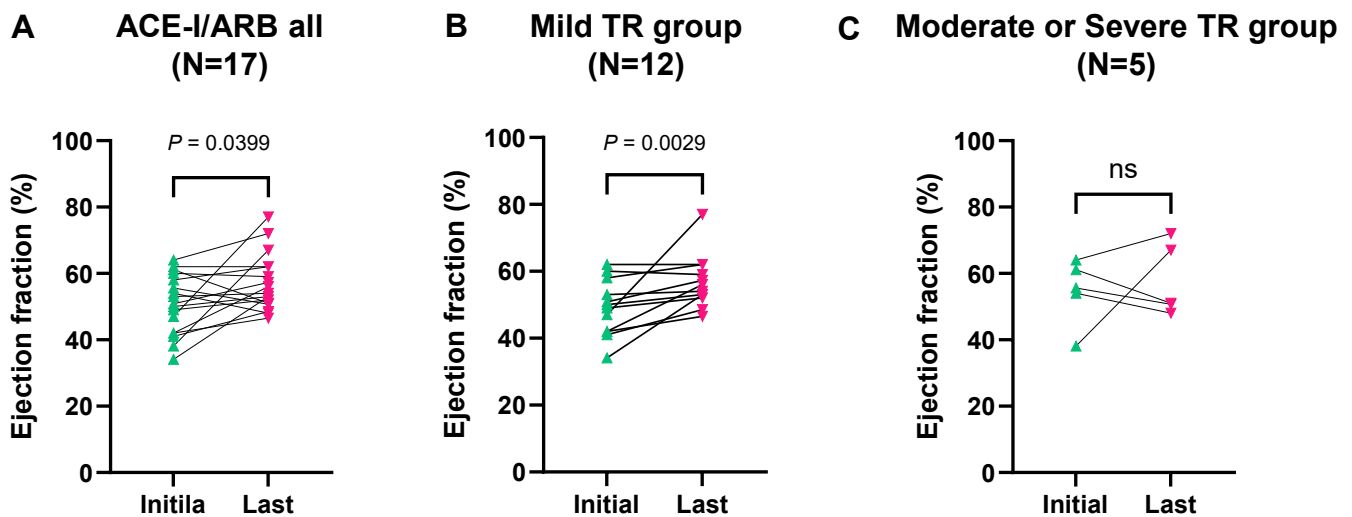 A
ACE-I/ARB all
(N=17)
P = 0.0399
100
80
60
40
20
0
Ejection fraction (%)
Initila
Last
B
Mild TR group
(N=12)
P = 0.0029
100
80
60
40
20
0
Ejection fraction (%)
Initial
Last
C
Moderate or Severe TR group
(N=5)
ns
100
80
60
40
20
0
Ejection fraction (%)
Initial
Last